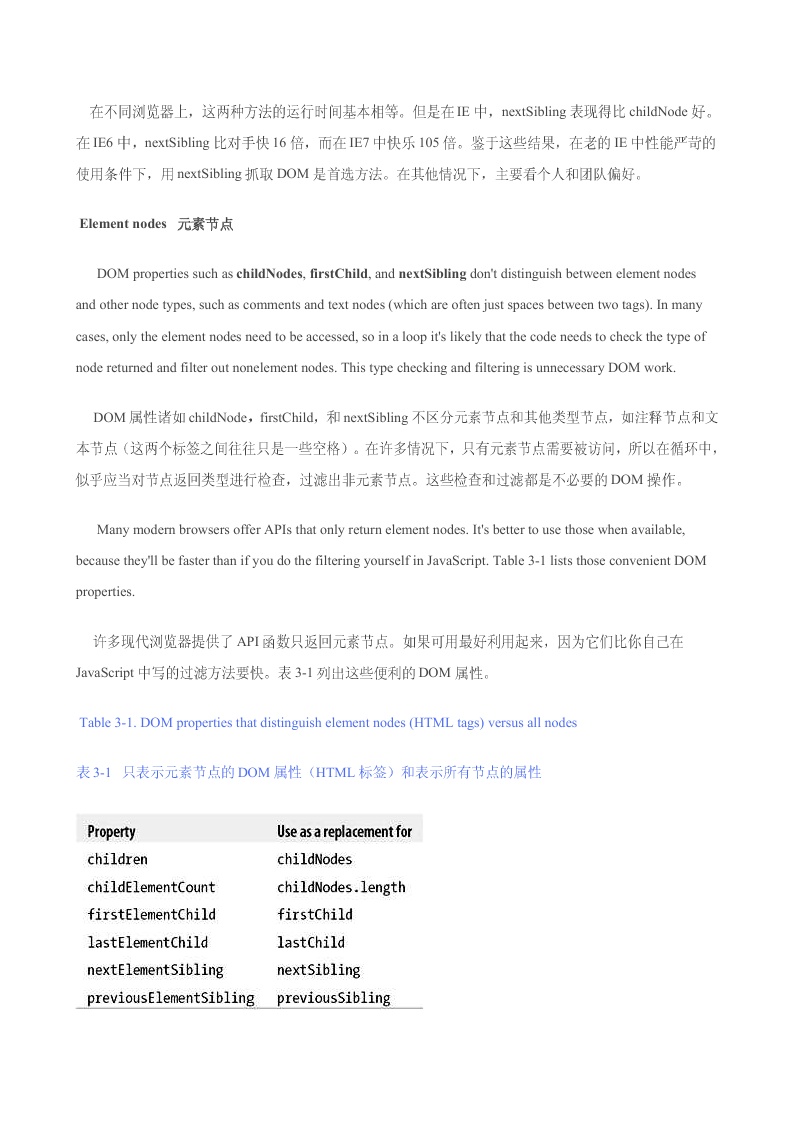 在不同浏览器上，这两种方法的运行时间基本相等。但是在 IE 中，nextSibling 表现得比 childNode 好。
在 IE6 中，nextSibling 比对手快 16 倍，而在 IE7 中快乐 105 倍。鉴于这些结果，在老的 IE 中性能严苛的
使用条件下，用 nextSibling 抓取 DOM 是首选方法。在其他情况下，主要看个人和团队偏好。
Element nodes 元素节点
DOM properties such as childNodes, firstChild, and nextSibling don't distinguish between element nodes
and other node types, such as comments and text nodes (which are often just spaces between two tags). In many
cases, only the element nodes need to be accessed, so in a loop it's likely that the code needs to check the type of
node returned and filter out nonelement nodes. This type checking and filtering is unnecessary DOM work.
DOM 属性诸如 childNode，firstChild，和 nextSibling 不区分元素节点和其他类型节点，如注释节点和文
本节点（这两个标签之间往往只是一些空格）。在许多情况下，只有元素节点需要被访问，所以在循环中，
似乎应当对节点返回类型进行检查，过滤出非元素节点。这些检查和过滤都是不必要的 DOM 操作。
Many modern browsers offer APIs that only return element nodes. It's better to use those when available,
because they'll be faster than if you do the filtering yourself in JavaScript. Table 3-1 lists those convenient DOM
properties.
许多现代浏览器提供了 API 函数只返回元素节点。如果可用最好利用起来，因为它们比你自己在
JavaScript 中写的过滤方法要快。表 3-1 列出这些便利的 DOM 属性。
Table 3-1. DOM properties that distinguish element nodes (HTML tags) versus all nodes
表 3-1 只表示元素节点的 DOM 属性（HTML 标签）和表示所有节点的属性
Property Use as a replacement for
children childNodes
childElementCount childNodes.length
firstElementChild firstChild
lastElementChild lastChild
nextElementSibling nextSibling
previousElementSibling previousSibling